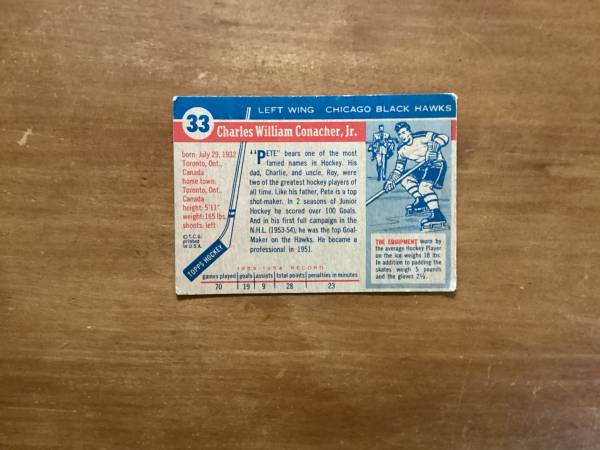 33
LEFT WING CHICAGO BLACK HAWKS
Charles William Conacher, Jr.
born: July 29, 1932
Toronto, Ont.,
Canada
home town:
Toronto, Ont.,
Canada
height: 5'11"
weight: 165 lbs.
shoots: left
© T.C.G.
printed in
U.S.A.
TOPPS HOCKEY
"PETE" bears one of the most
famed names in Hockey. His
dad, Charlie, and uncle, Roy, were
two of the greatest hockey players of
all time. Like his father, Pete is a top
shot-maker. In 2 seasons of Junior
Hockey he scored over 100 Goals.
And in his first full campaign in the
N.H.L. (1953-54), he was the top Goal-
Maker on the Hawks. He became a
professional in 1951.
1953-1954 RECORD
games played goals assists total points penalties in minutes
70 19 9 28 23
THE EQUIPMENT worn by
the average Hockey Player
on the ice weighs 18 lbs.
In addition to padding the
skates weigh 5 pounds
and the gloves 2½.